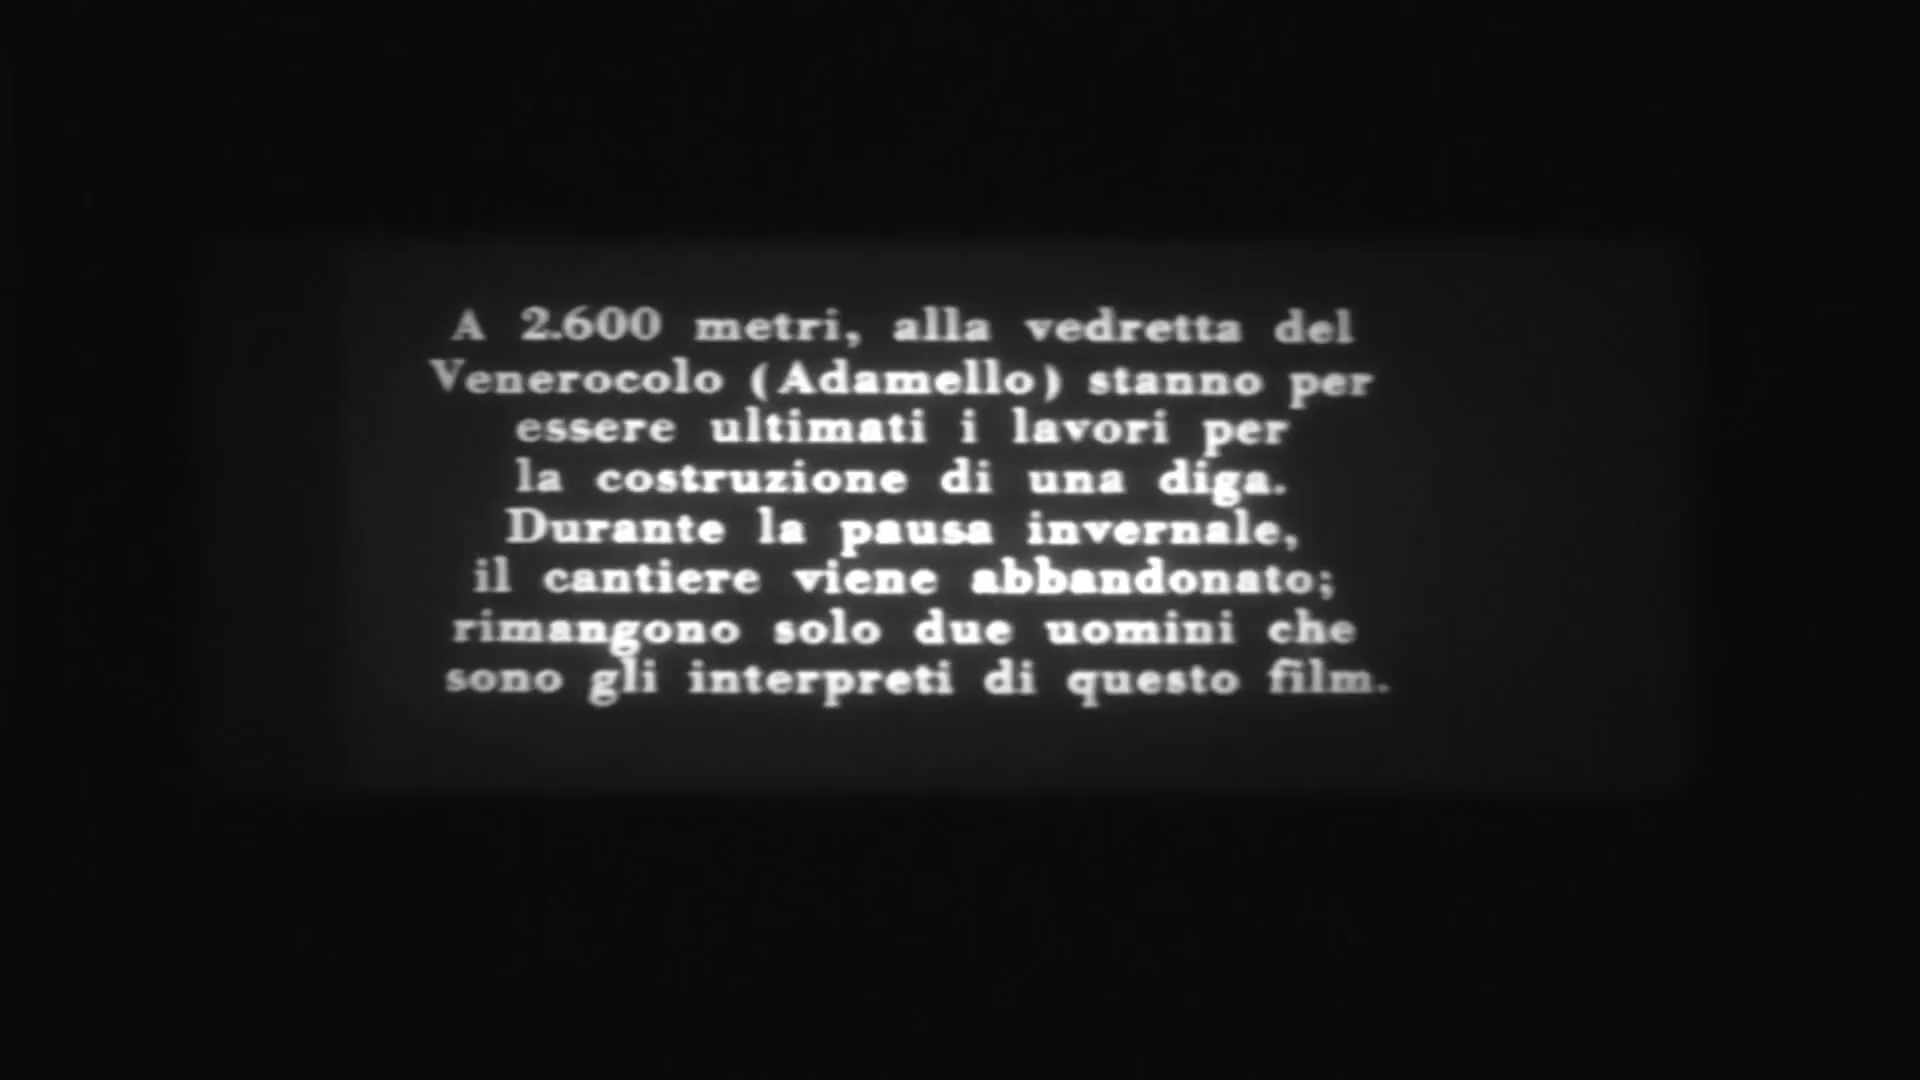 A 2.600 metri, alla vedretta del
Venerocolo (Adamello) stanno per
essere ultimati i lavori per
la costruzione di una diga.
Durante la pausa invernale,
il cantiere viene abbandonato;
rimangono solo due uomini che
sono gli interpreti di questo film.